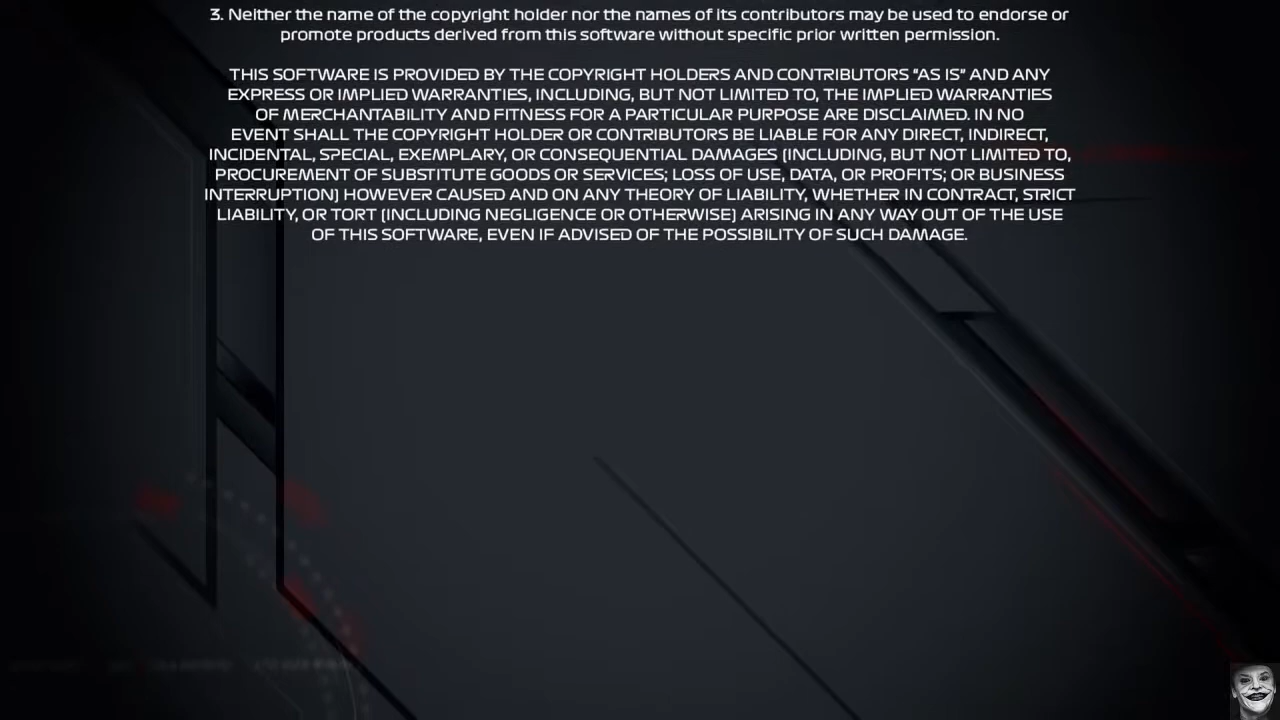 3. Neither the name of the copyright holder nor the names of its contributors may be used to endorse or
promote products derived from this software without specific prior written permission.
THIS SOFTWARE IS PROVIDED BY THE COPYRIGHT HOLDERS AND CONTRIBUTORS "AS IS" AND ANY
EXPRESS OR IMPLIED WARRANTIES, INCLUDING, BUT NOT LIMITED TO, THE IMPLIED WARRANTIES
OF MERCHANTABILITY AND FITNESS FOR A PARTICULAR PURPOSE ARE DISCLAIMED. IN NO
EVENT SHALL THE COPYRIGHT HOLDER OR CONTRIBUTORS BE LIABLE FOR ANY DIRECT, INDIRECT,
INCIDENTAL, SPECIAL, EXEMPLARY, OR CONSEQUENTIAL DAMAGES (INCLUDING, BUT NOT LIMITED TO,
PROCUREMENT OF SUBSTITUTE GOODS OR SERVICES; LOSS OF USE, DATA, OR PROFITS; OR BUSINESS
INTERRUPTION) HOWEVER CAUSED AND ON ANY THEORY OF LIABILITY, WHETHER IN CONTRACT, STRICT
LIABILITY, OR TORT (INCLUDING NEGLIGENCE OR OTHERWISE) ARISING IN ANY WAY OUT OF THE USE
OF THIS SOFTWARE, EVEN IF ADVISED OF THE POSSIBILITY OF SUCH DAMAGE.